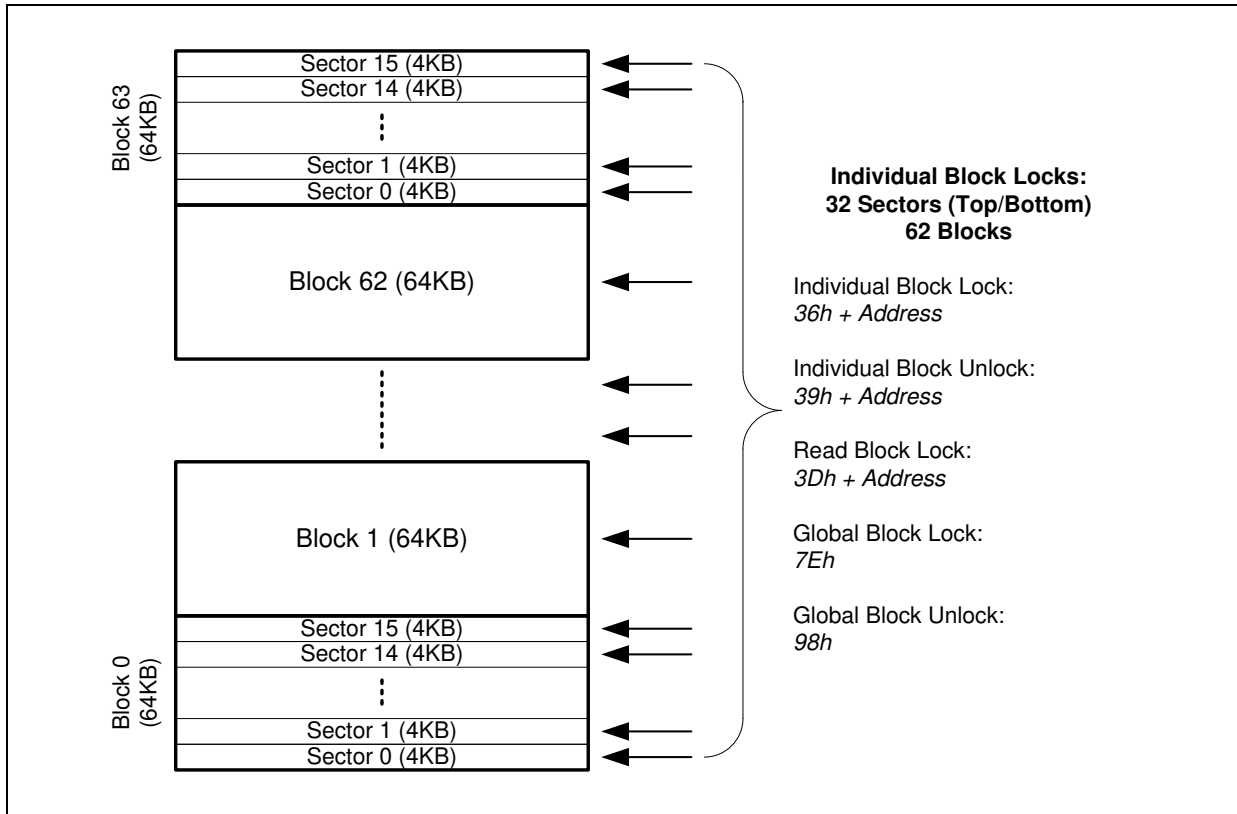 Block 63
(64KB)
Sector 15 (4KB)
Sector 14 (4KB)
Sector 1 (4KB)
Sector 0 (4KB)
Block 62 (64KB)
Block 1 (64KB)
Block 0
(64KB)
Sector 15 (4KB)
Sector 14 (4KB)
Sector 1 (4KB)
Sector 0 (4KB)
Individual Block Locks:
32 Sectors (Top/Bottom)
62 Blocks
Individual Block Lock:
36h + Address
Individual Block Unlock:
39h + Address
Read Block Lock:
3Dh + Address
Global Block Lock:
7Eh
Global Block Unlock:
98h